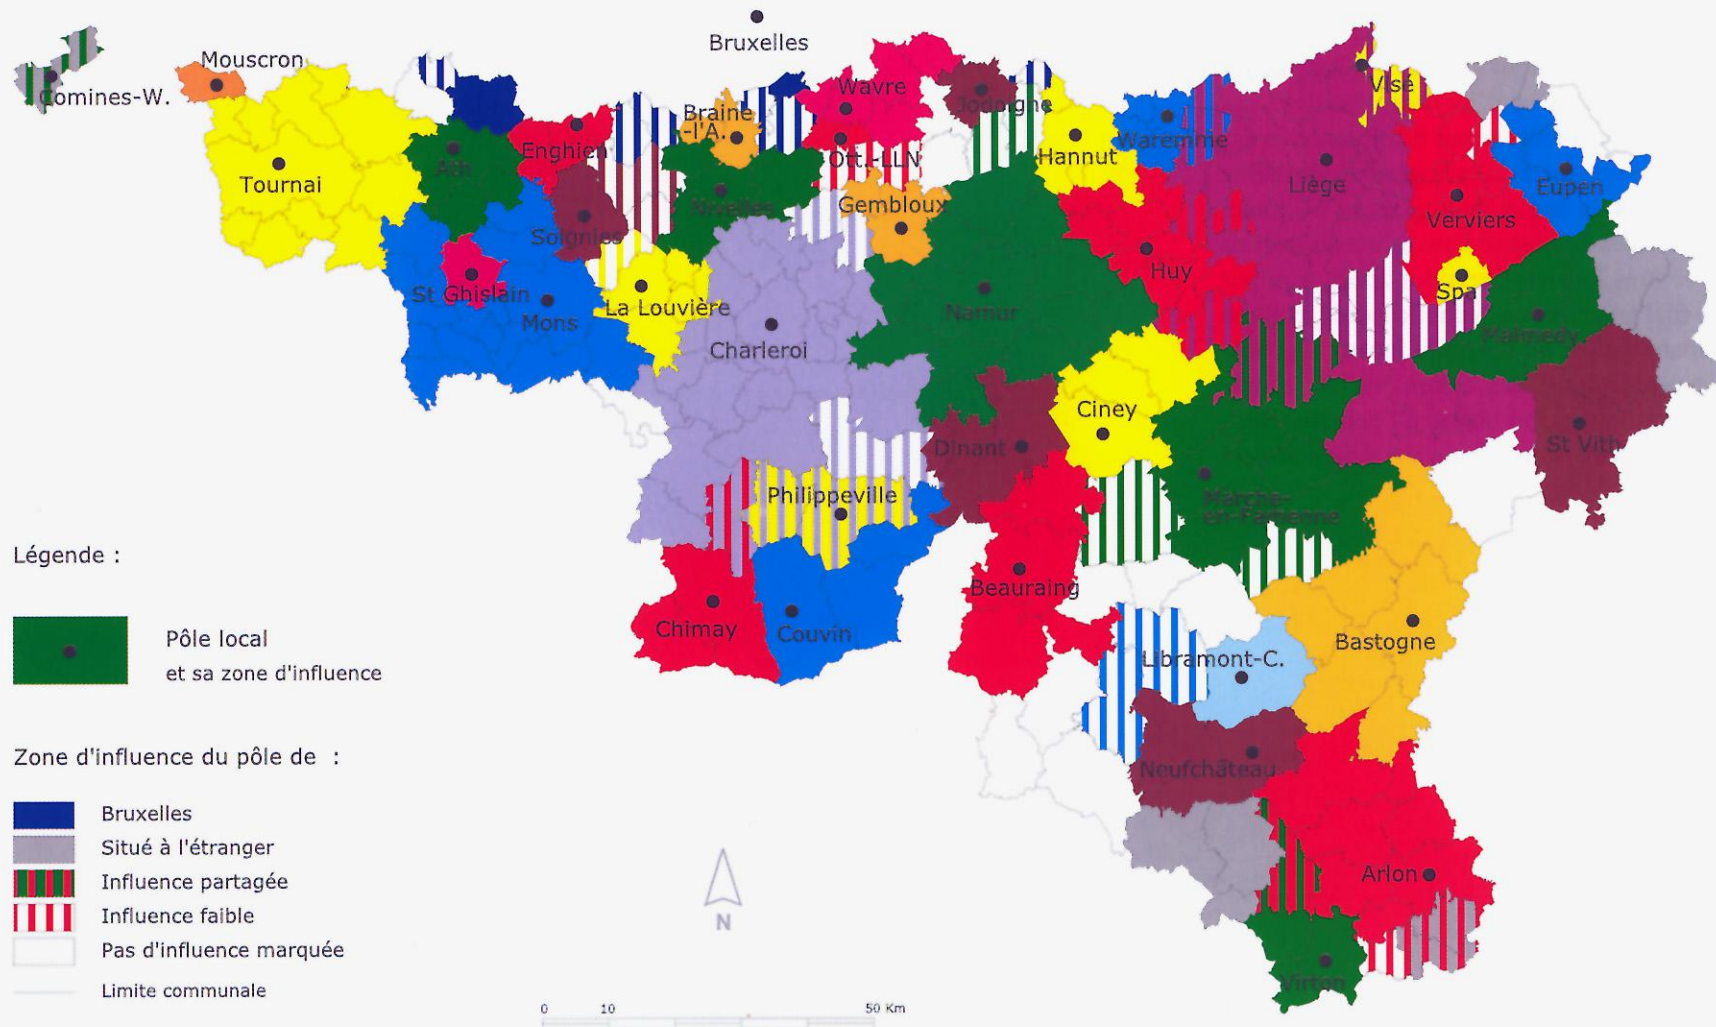 Bruxelles
Mouscron
Comines-W.
Wavre
Jodoigne
Visé
Braine
-l'A.
Waremme
Enghien
Ott.-LLN
Hannut
Ath
Tournai
Liège
Eupen
Nivelles
Gembloux
Verviers
Soignies
Huy
St Ghislain
Mons
La Louvière
Namur
Spa
Malmedy
Charleroi
Ciney
Dinant
St Vith
Philippeville
Marche-
en-Famenne
Légende :
Beauraing
Pôle local
et sa zone d'influence
Chimay
Couvin
Bastogne
Libramont-C.
Zone d'influence du pôle de :
Neufchâteau
Bruxelles
Situé à l'étranger
Influence partagée
Influence faible
Pas d'influence marquée
Limite communale
Arlon
N
Virton
0 10 50 Km